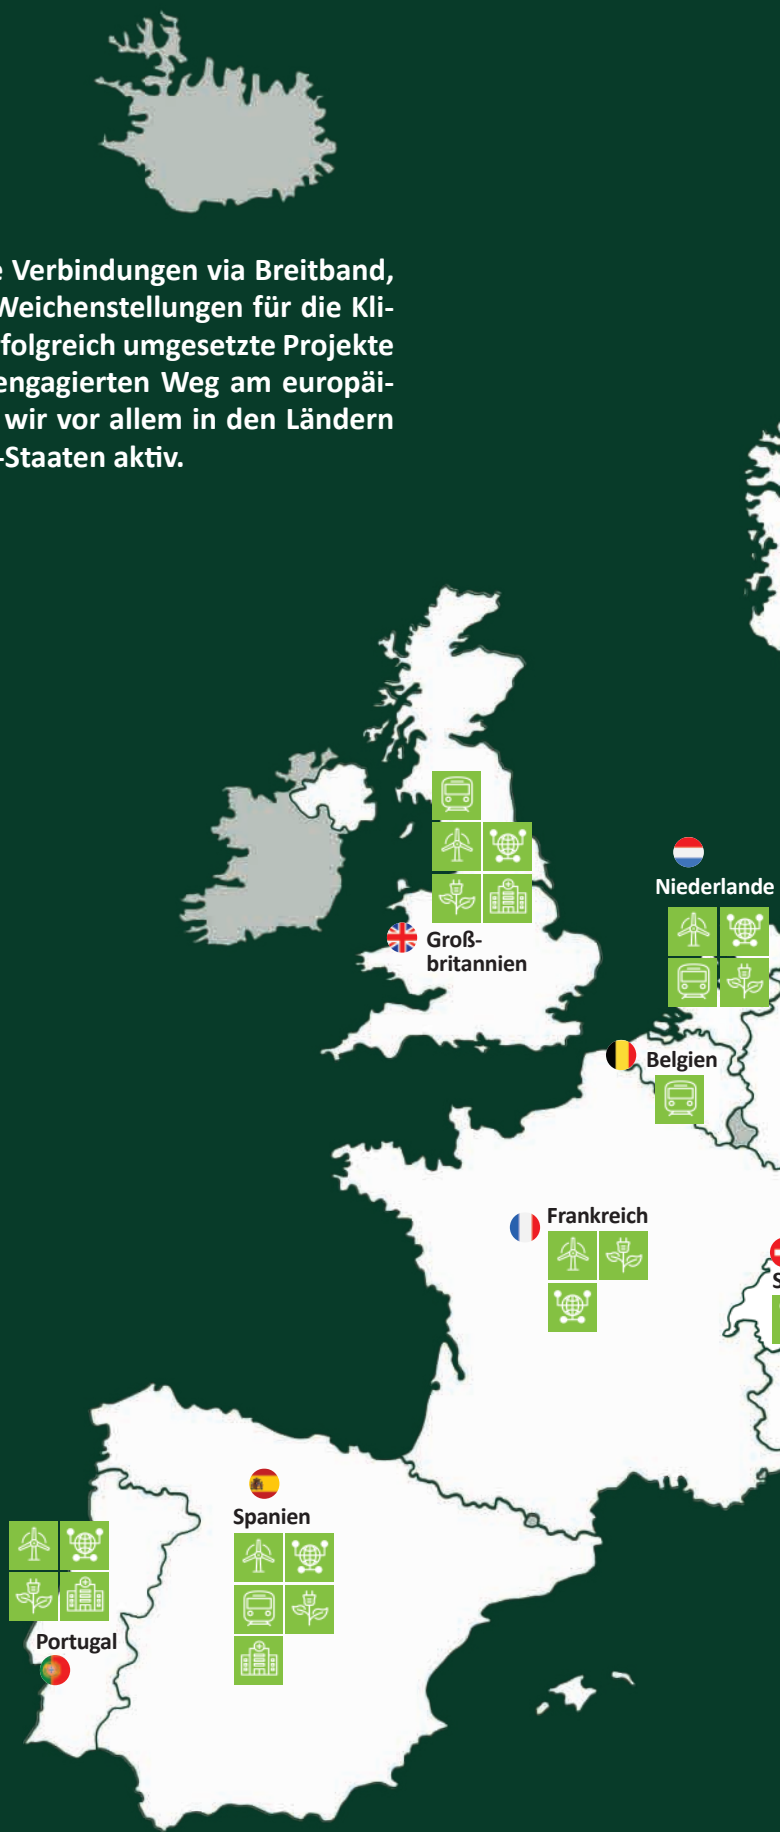 e Verbindungen via Breitband,
Weichenstellungen für die Kli-
folgreich umgesetzte Projekte
engagierten Weg am europäi-
wir vor allem in den Ländern
-Staaten aktiv.
Niederlande
Groß-
britannien
Belgien
Frankreich
S
Spanien
Portugal